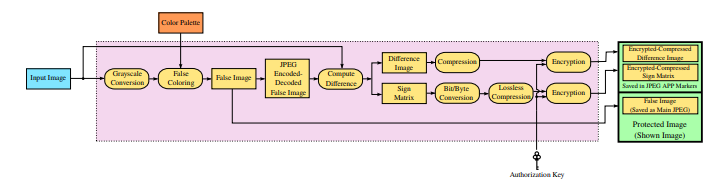 Color Palette
Input Image
Grayscale
Conversion
False
Coloring
False Image
JPEG
Encoded-
Decoded
False Image
Compute
Difference
Difference
Image
Compression
Encryption
Sign
Matrix
Bit/Byte
Conversion
Lossless
Compression
Encryption
Encrypted-Compressed
Difference Image
Encrypted-Compressed
Sign Matrix
Saved in JPEG APP Markers
False Image
(Saved as Main JPEG)
Protected Image
(Shown Image)
Authorization Key